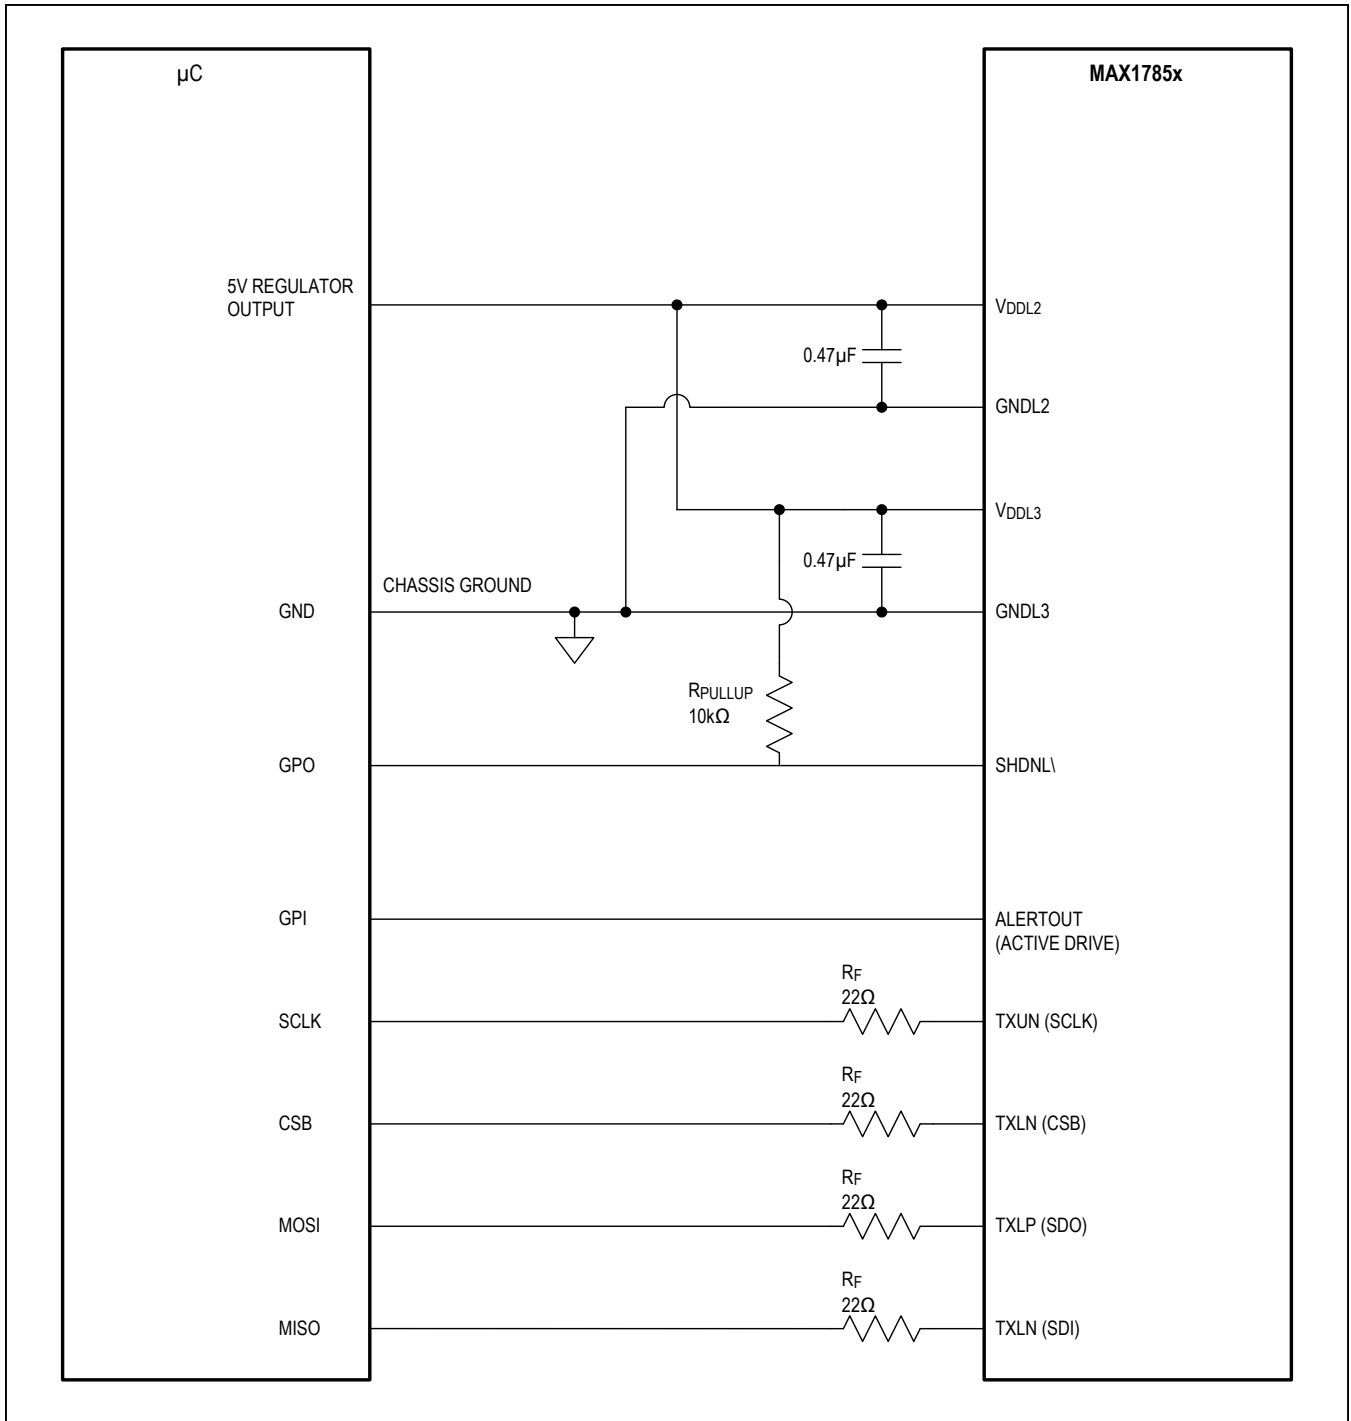 µC
MAX1785x
5V REGULATOR
OUTPUT
VDDL2
0.47µF
GNDL2
VDDL3
0.47µF
CHASSIS GROUND
GND
GNDL3
RPULLUP
10kΩ
GPO
SHDNL\
GPI
ALERTOUT
(ACTIVE DRIVE)
RF
22Ω
SCLK
TXUN (SCLK)
RF
22Ω
CSB
TXLN (CSB)
RF
22Ω
MOSI
TXLP (SDO)
RF
22Ω
MISO
TXLN (SDI)